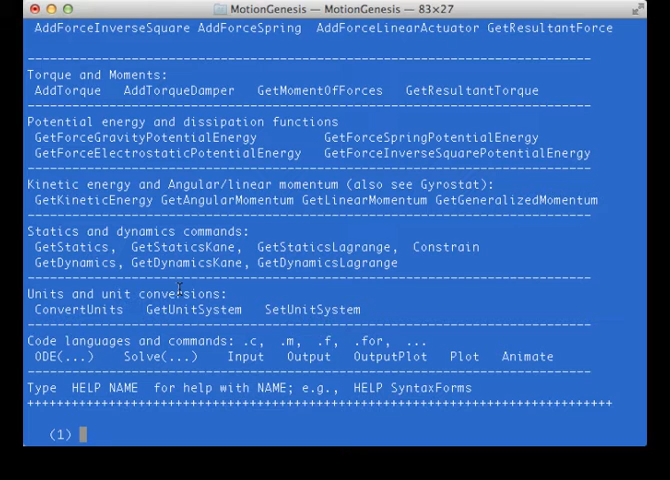 MotionGenesis — MotionGenesis — 83×27
AddForceInverseSquare AddForceSpring AddForceLinearActuator GetResultantForce
-----------------------------------------------------------------------
Torque and Moments:
AddTorque AddTorqueDamper GetMomentOfForces GetResultantTorque
-----------------------------------------------------------------------
Potential energy and dissipation functions
GetForceGravityPotentialEnergy GetForceSpringPotentialEnergy
GetForceElectrostaticPotentialEnergy GetForceInverseSquarePotentialEnergy
-----------------------------------------------------------------------
Kinetic energy and Angular/linear momentum (also see Gyrostat):
GetKineticEnergy GetAngularMomentum GetLinearMomentum GetGeneralizedMomentum
-----------------------------------------------------------------------
Statics and dynamics commands:
GetStatics, GetStaticsKane, GetStaticsLagrange, Constrain
GetDynamics, GetDynamicsKane, GetDynamicsLagrange
-----------------------------------------------------------------------
Units and unit conversions:
ConvertUnits GetUnitSystem SetUnitSystem
-----------------------------------------------------------------------
Code languages and commands: .c, .m, .f, .for, ...
ODE(...) Solve(...) Input Output OutputPlot Plot Animate
-----------------------------------------------------------------------
Type HELP NAME for help with NAME; e.g., HELP SyntaxForms
++++++++++++++++++++++++++++++++++++++++++++++++++++++++++++++++++++++++++
(1)